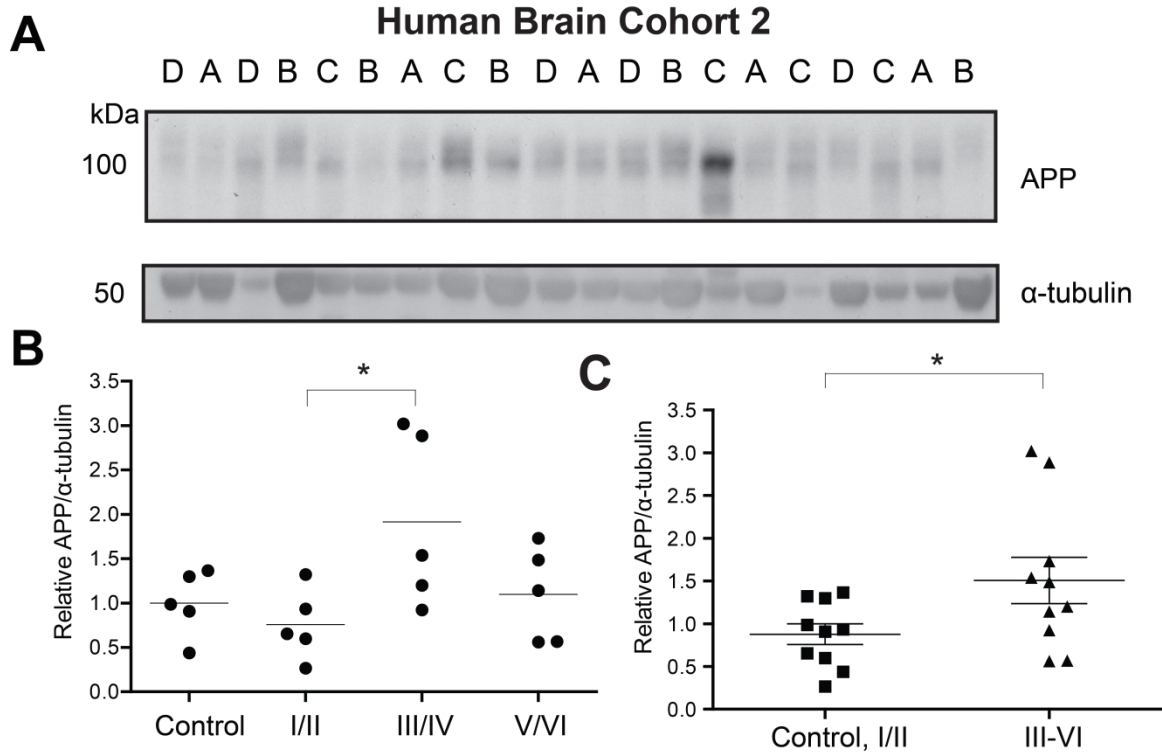 A
Human Brain Cohort 2
D A D B C B A C B D A D B C A C D C A B
kDa
100
APP
50
α-tubulin
B
*
Relative APP/α-tubulin
3.5
3.0
2.5
2.0
1.5
1.0
0.5
0.0
Control I/II III/IV V/VI
C
*
Relative APP/α-tubulin
3.5
3.0
2.5
2.0
1.5
1.0
0.5
0.0
Control, I/II III-VI